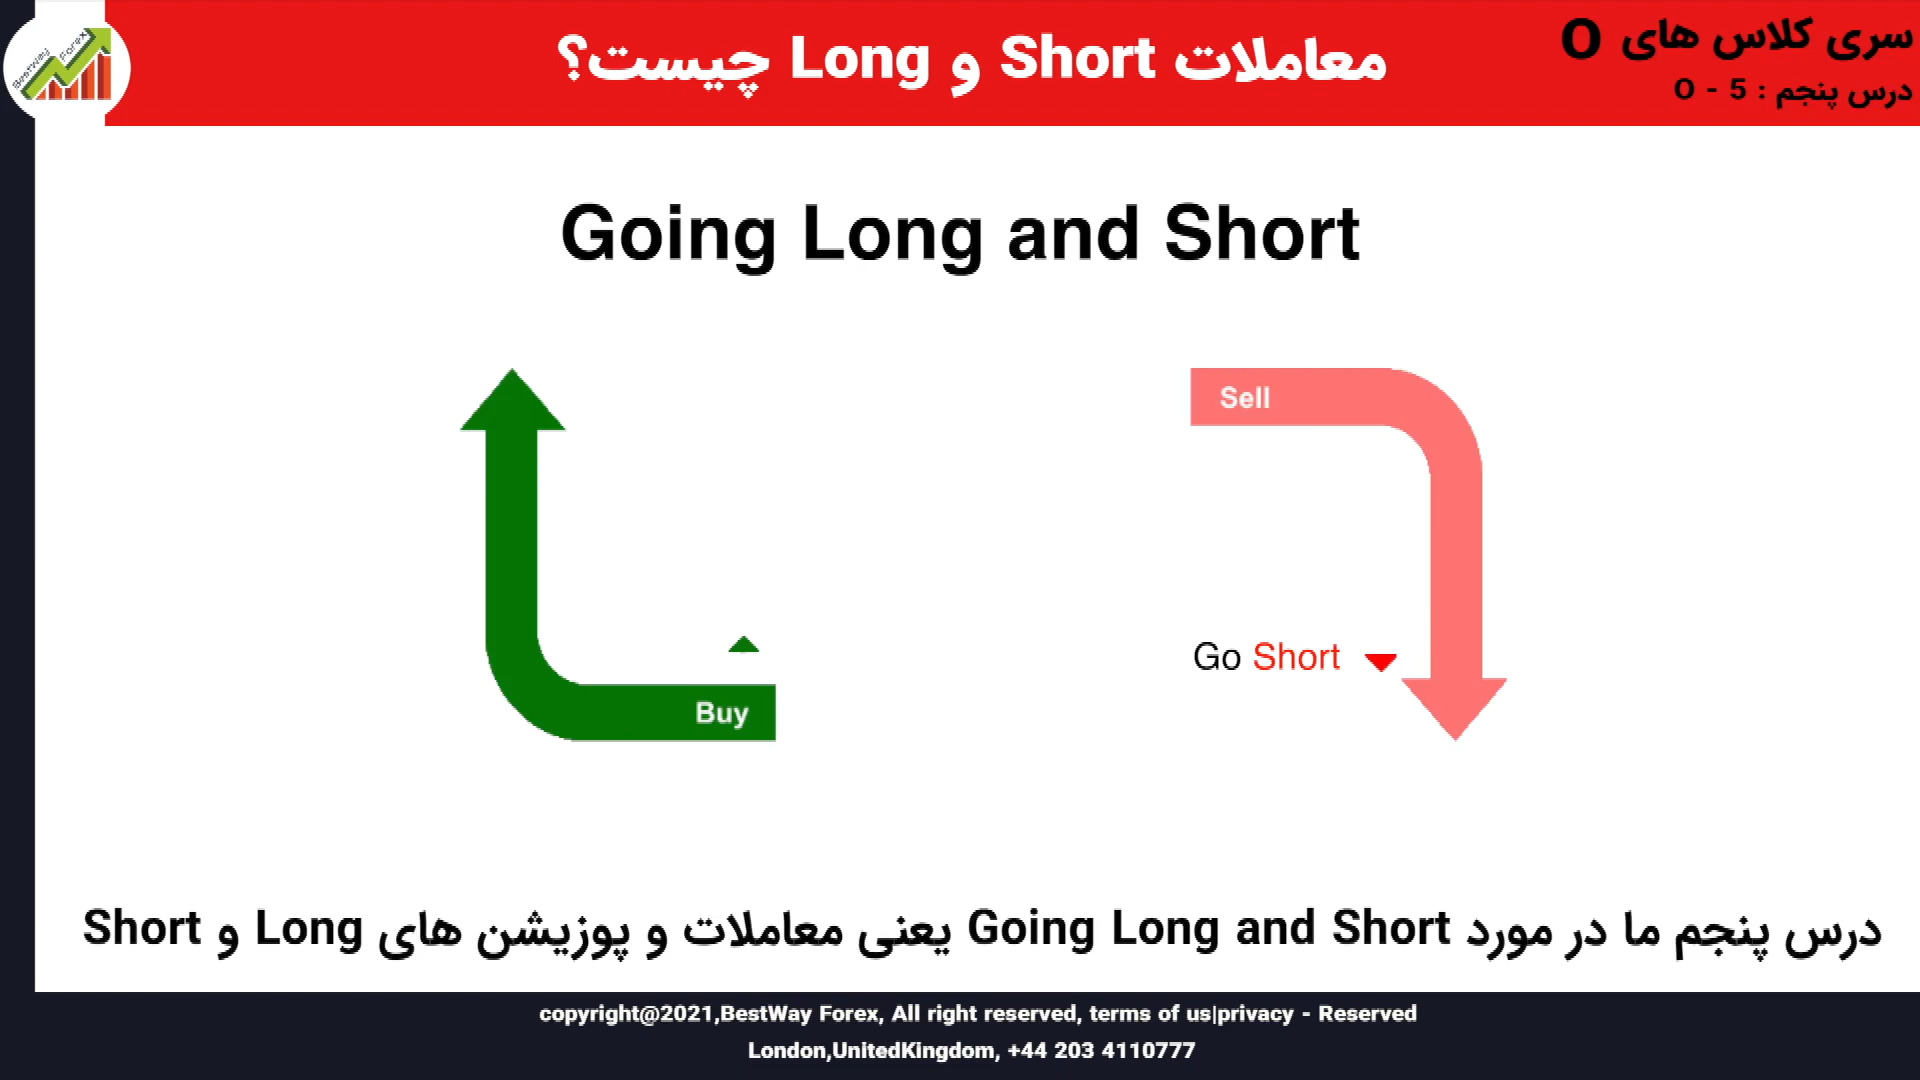 BestWay Forex
معاملات Short و Long چیست؟
سری کلاس های O
درس پنجم : O - 5
Going Long and Short
Sell
Go Short
Buy
درس پنجم ما در مورد Going Long and Short یعنی معاملات و پوزیشن های Long و Short
copyright@2021,BestWay Forex, All right reserved, terms of us|privacy - Reserved
London,UnitedKingdom, +44 203 4110777